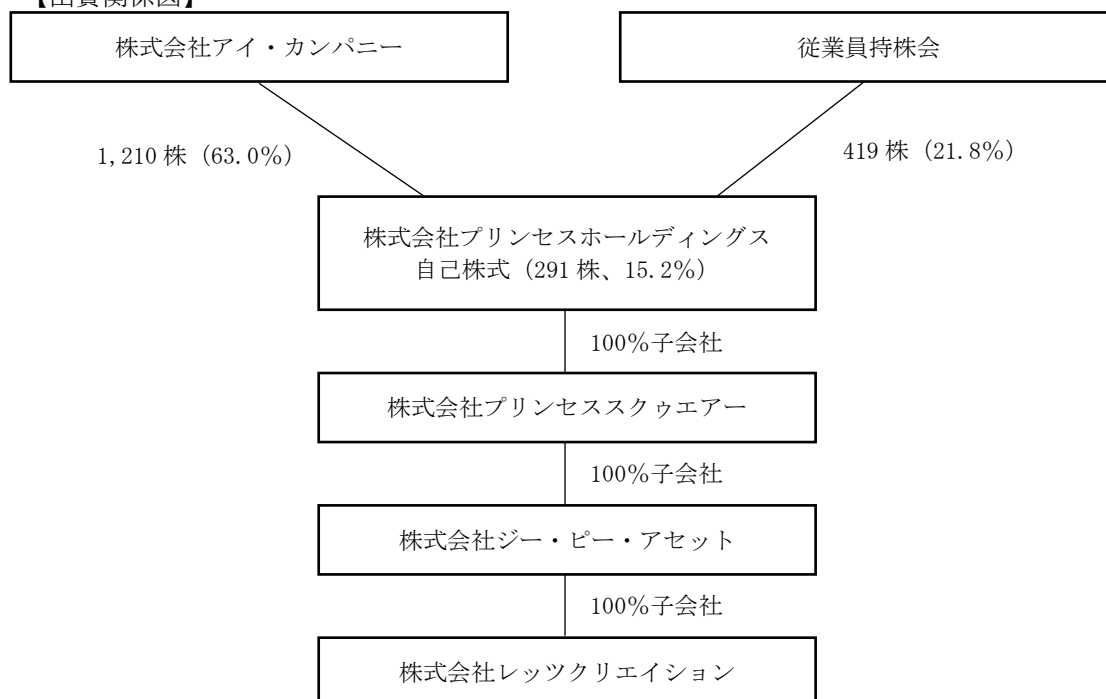 【出資関係図】
株式会社アイ・カンパニー
従業員持株会
1,210 株（63.0％）
419 株（21.8％）
株式会社プリンセスホールディングス
自己株式（291 株、15.2％）
100％子会社
株式会社プリンセススクゥエアー
100％子会社
株式会社ジー・ピー・アセット
100％子会社
株式会社レッツクリエイション